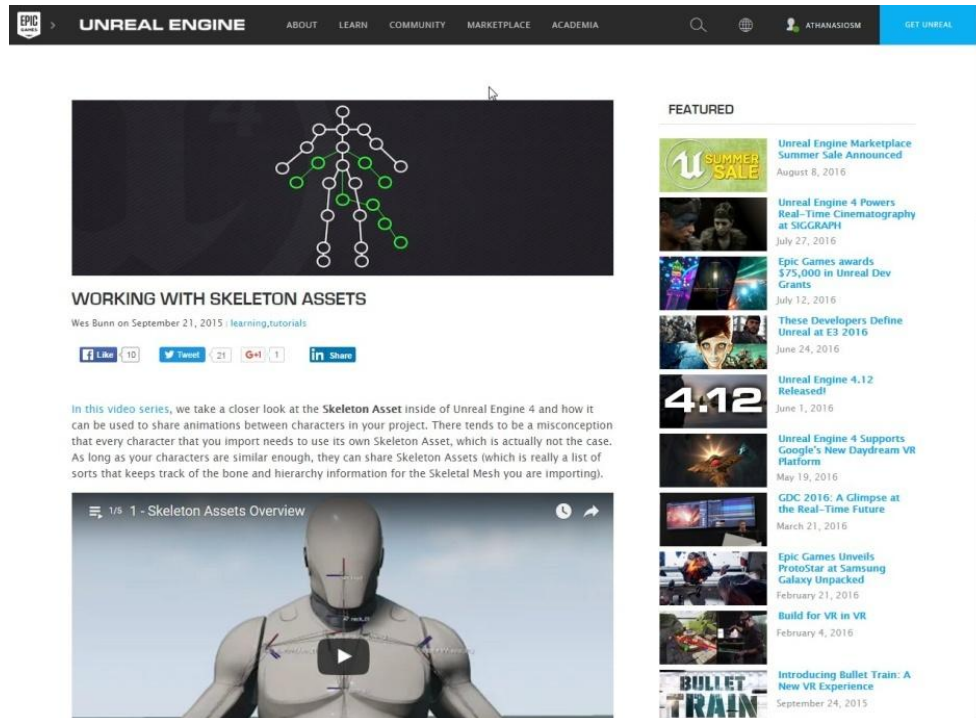 EPIC
GAMES
UNREAL ENGINE
ABOUT
LEARN
COMMUNITY
MARKETPLACE
ACADEMIA
ATHANASIOSM
GET UNREAL
WORKING WITH SKELETON ASSETS
Wes Bunn on September 21, 2015 | learning,tutorials
Like 10
Tweet 21
G+1 1
in Share
In this video series, we take a closer look at the Skeleton Asset inside of Unreal Engine 4 and how it
can be used to share animations between characters in your project. There tends to be a misconception
that every character that you import needs to use its own Skeleton Asset, which is actually not the case.
As long as your characters are similar enough, they can share Skeleton Assets (which is really a list of
sorts that keeps track of the bone and hierarchy information for the Skeletal Mesh you are importing).
1/5 1 - Skeleton Assets Overview
neck_01
FEATURED
SUMMER
SALE
Unreal Engine Marketplace
Summer Sale Announced
August 8, 2016
Unreal Engine 4 Powers
Real-Time Cinematography
at SIGGRAPH
July 27, 2016
Epic Games awards
$75,000 in Unreal Dev
Grants
July 12, 2016
These Developers Define
Unreal at E3 2016
June 24, 2016
4.12
Unreal Engine 4.12
Released!
June 1, 2016
Unreal Engine 4 Supports
Google's New Daydream VR
Platform
May 19, 2016
GDC 2016: A Glimpse at
the Real-Time Future
March 21, 2016
Epic Games Unveils
ProtoStar at Samsung
Galaxy Unpacked
February 21, 2016
Build for VR in VR
February 4, 2016
BULLET
TRAIN
Introducing Bullet Train: A
New VR Experience
September 24, 2015